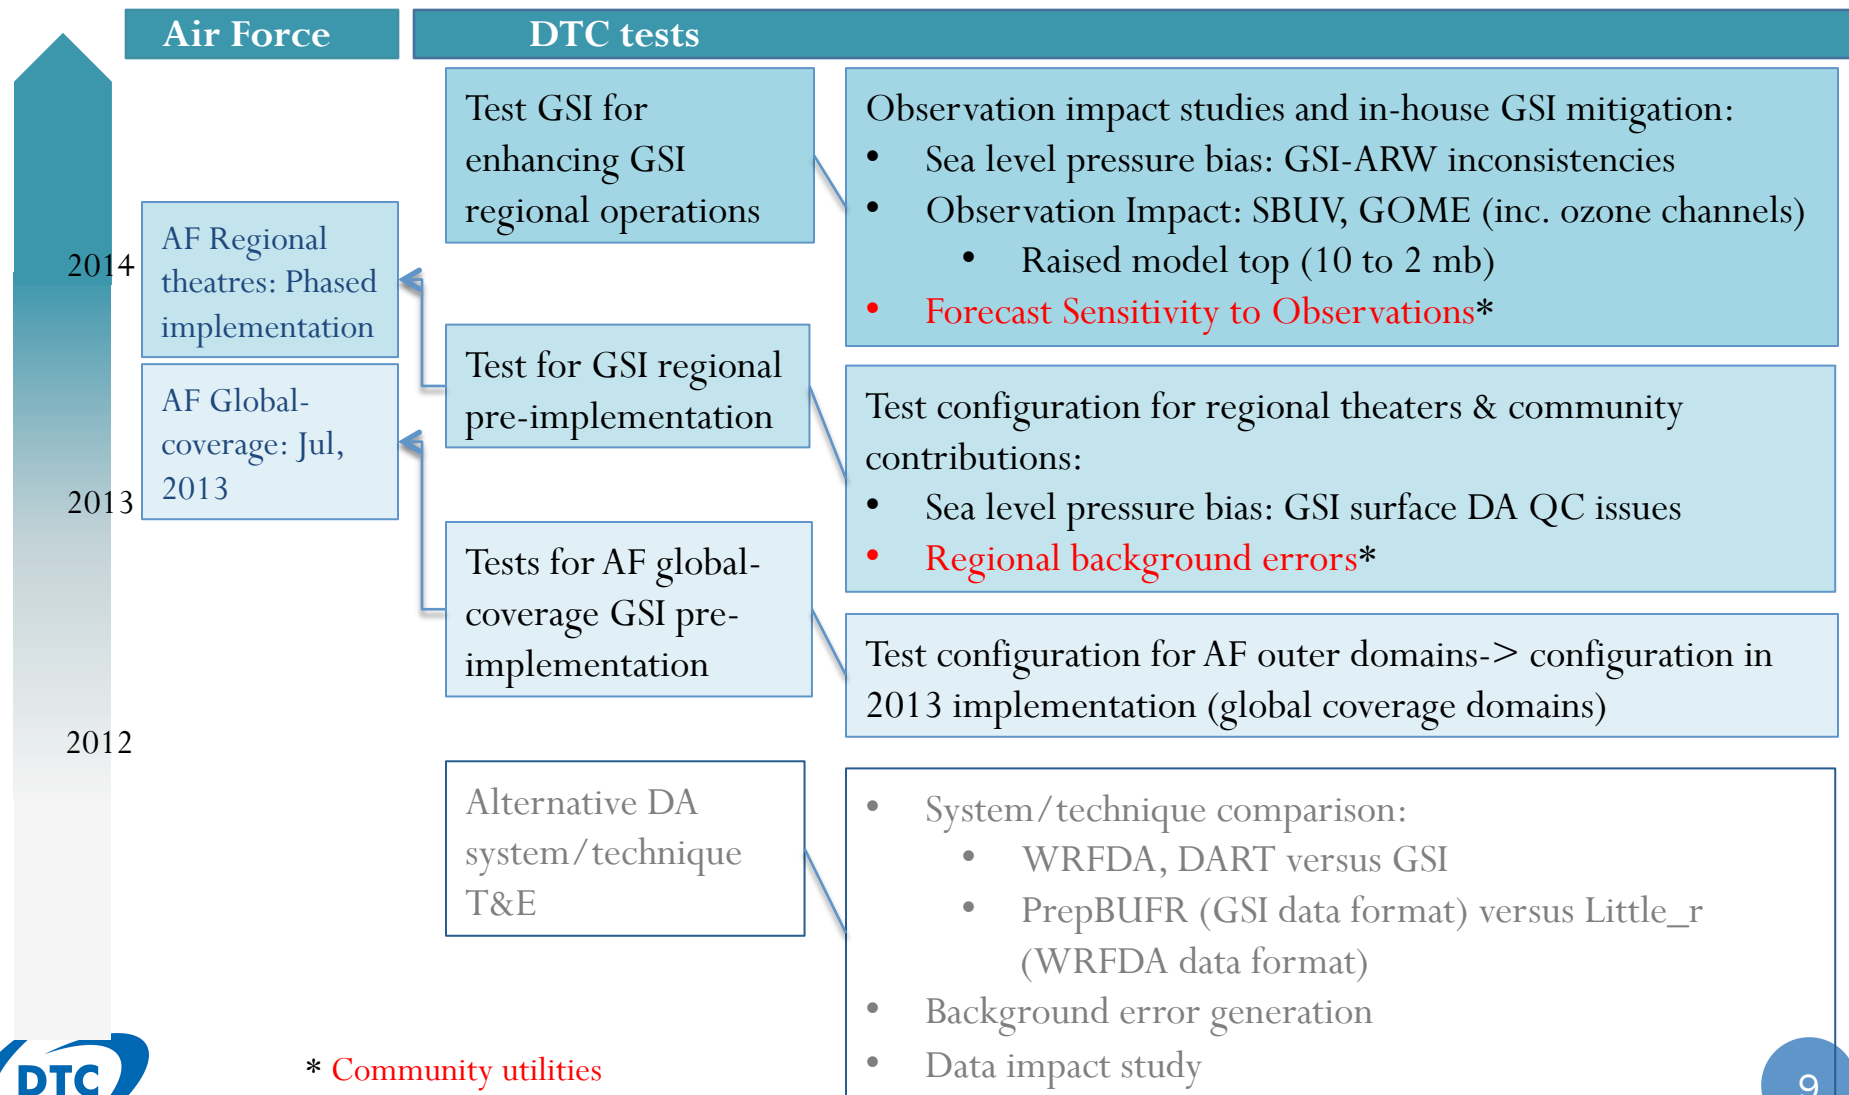 Air Force
DTC tests
Test GSI for
enhancing GSI
regional operations
Observation impact studies and in-house GSI mitigation:
• Sea level pressure bias: GSI-ARW inconsistencies
• Observation Impact: SBUV, GOME (inc. ozone channels)
• Raised model top (10 to 2 mb)
• Forecast Sensitivity to Observations*
2014
AF Regional
theatres: Phased
implementation
Test for GSI regional
pre-implementation
Test configuration for regional theaters & community
contributions:
• Sea level pressure bias: GSI surface DA QC issues
• Regional background errors*
2013
AF Global-
coverage: Jul,
2013
Tests for AF global-
coverage GSI pre-
implementation
Test configuration for AF outer domains-> configuration in
2013 implementation (global coverage domains)
2012
Alternative DA
system/technique
T&E
• System/technique comparison:
• WRFDA, DART versus GSI
• PrepBUFR (GSI data format) versus Little_r
(WRFDA data format)
• Background error generation
• Data impact study
DTC
* Community utilities
9